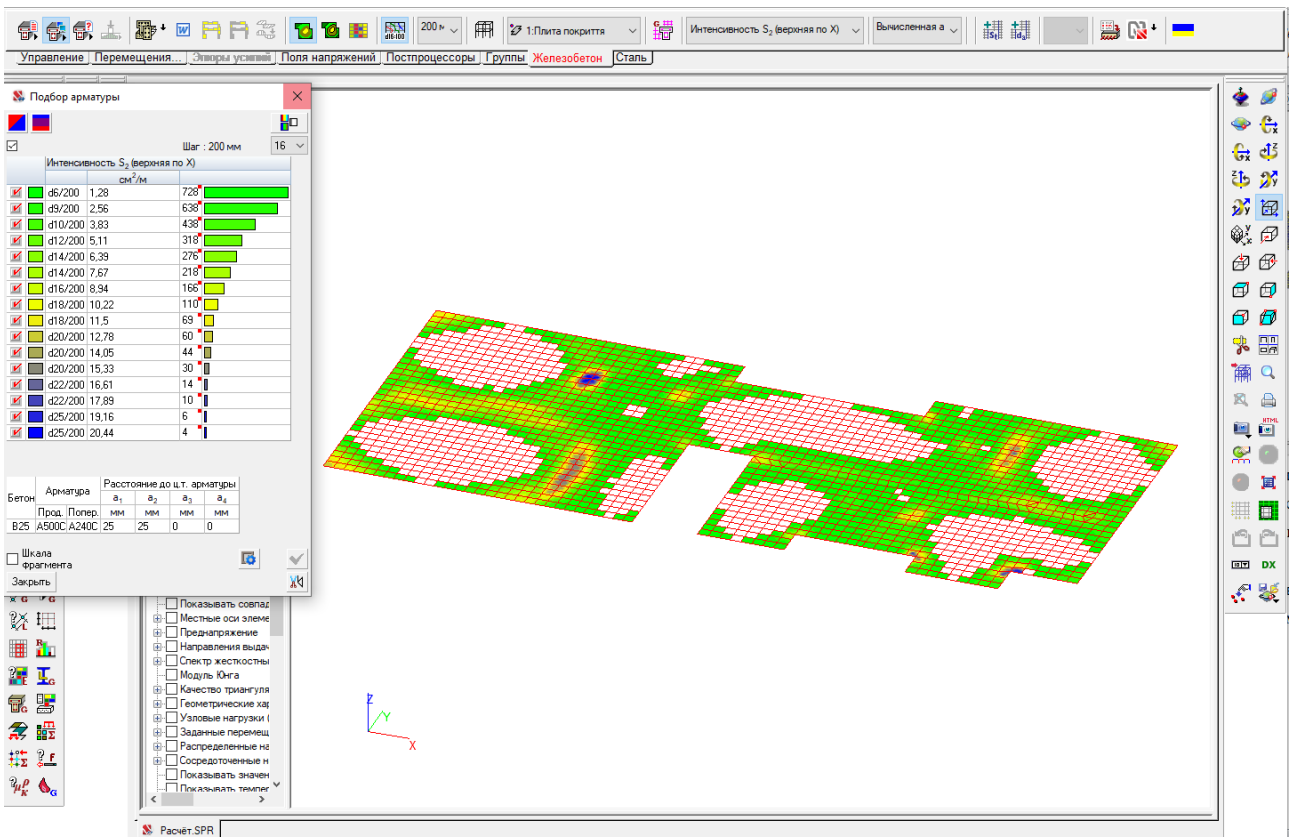 200 м
1:Плита покриття
Интенсивность S₂ (верхняя по X)
Вычисленная а
Управление
Перемещения...
Эпюры усилий
Поля напряжений
Постпроцессоры
Группы
Железобетон
Сталь
Подбор арматуры
Шаг : 200 мм
16
Интенсивность S₂ (верхняя по X)
см²/м
d6/200 1,28 728
d9/200 2,56 638
d10/200 3,83 438
d12/200 5,11 318
d14/200 6,39 276
d14/200 7,67 218
d16/200 8,94 166
d18/200 10,22 110
d18/200 11,5 69
d20/200 12,78 60
d20/200 14,05 44
d20/200 15,33 30
d22/200 16,61 14
d22/200 17,89 10
d25/200 19,16 6
d25/200 20,44 4
Бетон Арматура Расстояние до ц.т. арматуры
a₁ a₂ a₃ a₄
Прод. Попер. мм мм мм мм
B25 A500C A240C 25 25 0 0
Шкала
фрагмента
Закрыть
Показывать совпад
Местные оси элеме
Преднапряжение
Направления выдач
Спектр жесткостны
Модуль Юнга
Качество триангуля
Геометрические хар
Узловые нагрузки (
Заданные перемещ
Распределенные на
Сосредоточенные н
Показывать значен
Показывать темпер
Z
Y
X
HTML
DX
Расчёт.SPR